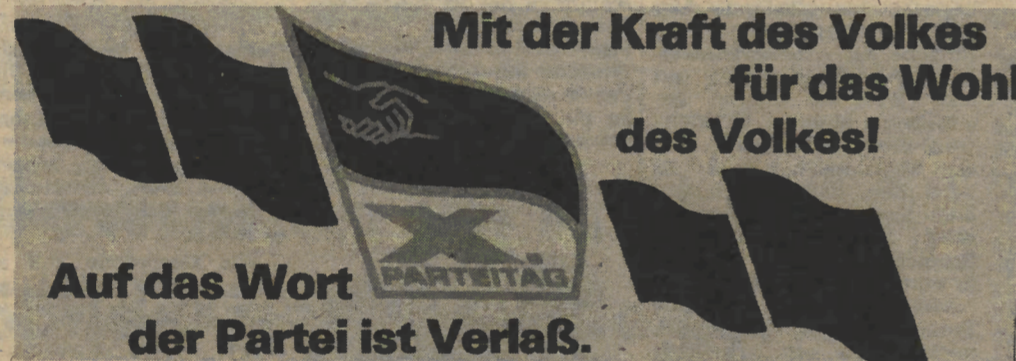 Mit der Kraft des Volkes
für das Wohl
des Volkes!
X
PARTEITAG
Auf das Wort
der Partei ist Verlaß.